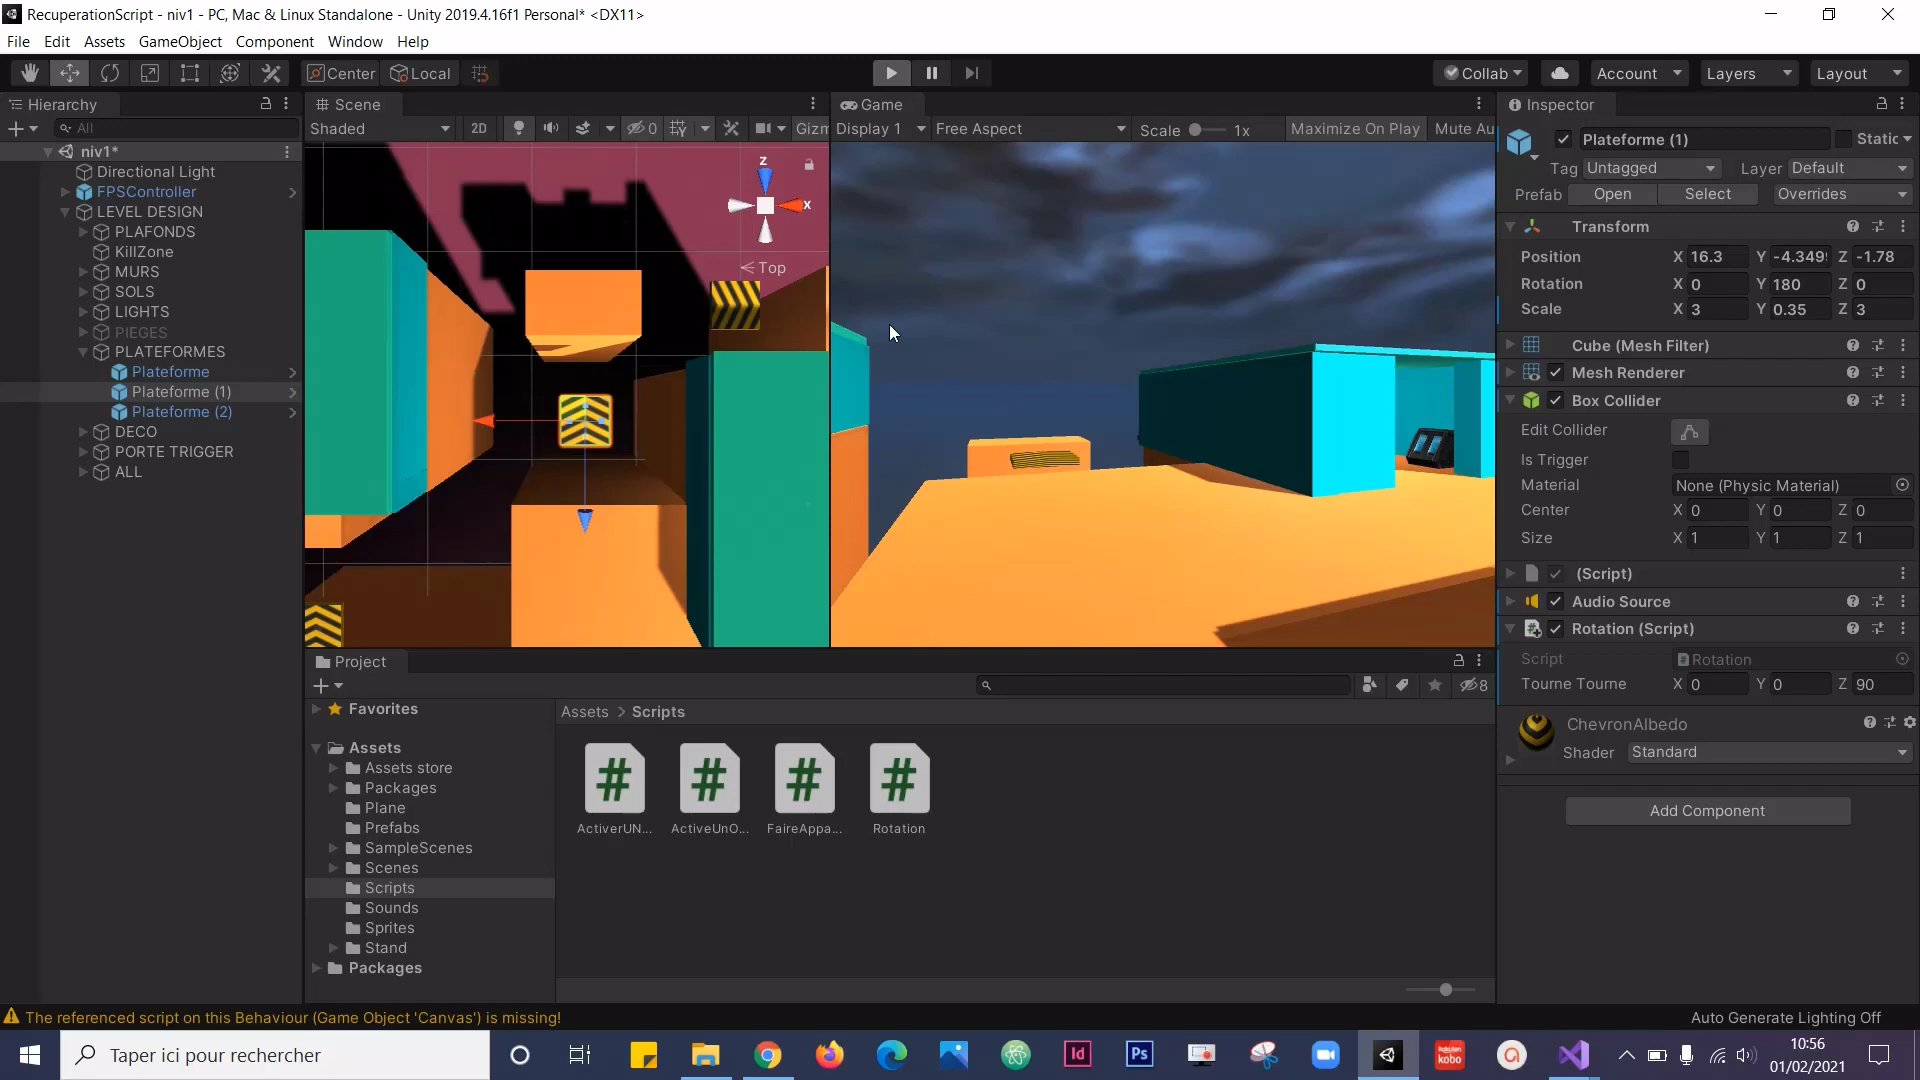 RecuperationScript - niv1 - PC, Mac & Linux Standalone - Unity 2019.4.16f1 Personal* <DX11>
File Edit Assets GameObject Component Window Help
Center Local Collab Account Layers Layout
Hierarchy
All
niv1*
Directional Light
FPSController
LEVEL DESIGN
PLAFONDS
KillZone
MURS
SOLS
LIGHTS
PIEGES
PLATEFORMES
Plateforme
Plateforme (1)
Plateforme (2)
DECO
PORTE TRIGGER
ALL
Scene
Shaded 2D 0 Gizm
z
x
Top
Game
Display 1 Free Aspect Scale 1x Maximize On Play Mute Au
Project
8
Favorites
Assets
Assets store
Packages
Plane
Prefabs
SampleScenes
Scenes
Scripts
Sounds
Sprites
Stand
Packages
Assets > Scripts
ActiverUN... ActiveUnO... FaireAppa... Rotation
Inspector
Plateforme (1) Static
Tag Untagged Layer Default
Prefab Open Select Overrides
Transform
Position X 16.3 Y -4.349 Z -1.78
Rotation X 0 Y 180 Z 0
Scale X 3 Y 0.35 Z 3
Cube (Mesh Filter)
Mesh Renderer
Box Collider
Edit Collider
Is Trigger
Material None (Physic Material)
Center X 0 Y 0 Z 0
Size X 1 Y 1 Z 1
(Script)
Audio Source
Rotation (Script)
Script Rotation
Tourne Tourne X 0 Y 0 Z 90
ChevronAlbedo
Shader Standard
Add Component
The referenced script on this Behaviour (Game Object 'Canvas') is missing!
Auto Generate Lighting Off
Taper ici pour rechercher
Id
Ps
Rakuten kobo
10:56
01/02/2021